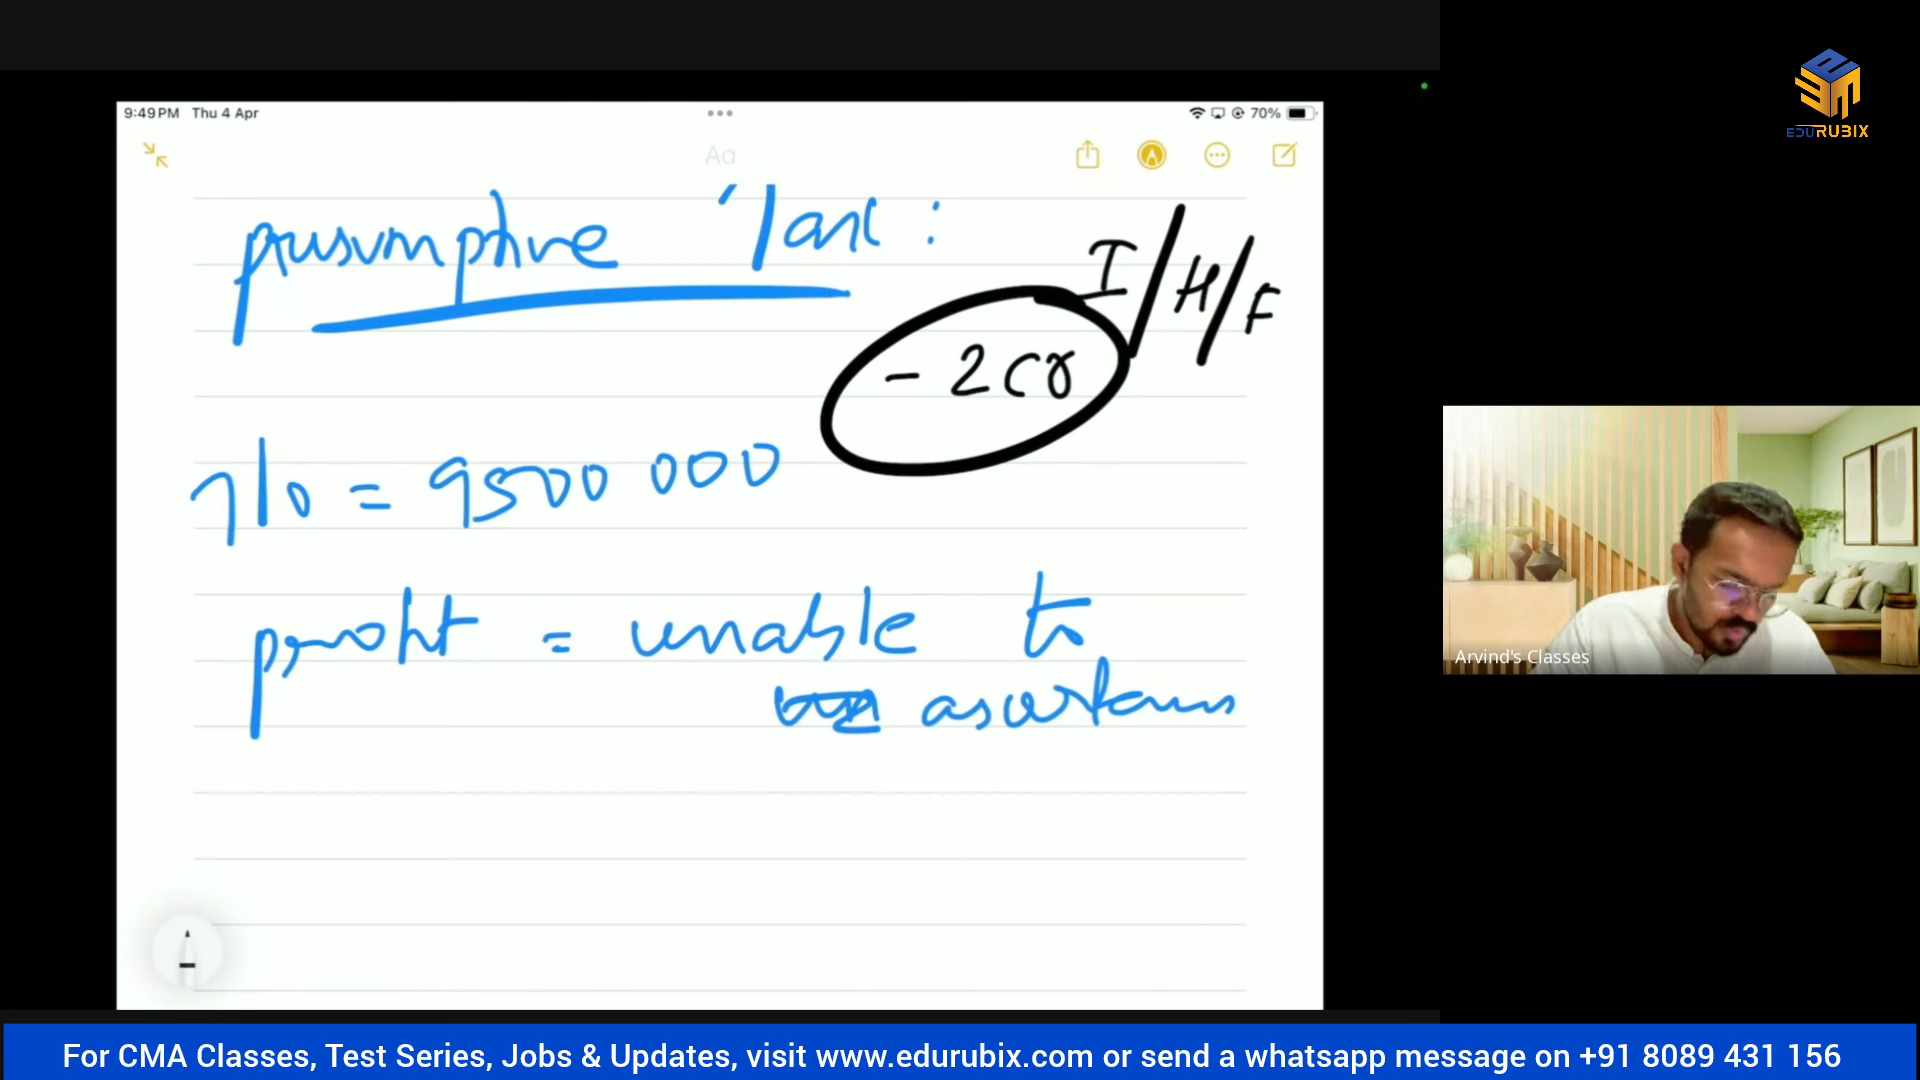 EDURUBIX
9:49 PM Thu 4 Apr
70%
Aa
presumptive Tax :
I/H/F
- 2 cr
T/o = 9500 000
profit = unable to
ascertain
Arvind's Classes
For CMA Classes, Test Series, Jobs & Updates, visit www.edurubix.com or send a whatsapp message on +91 8089 431 156